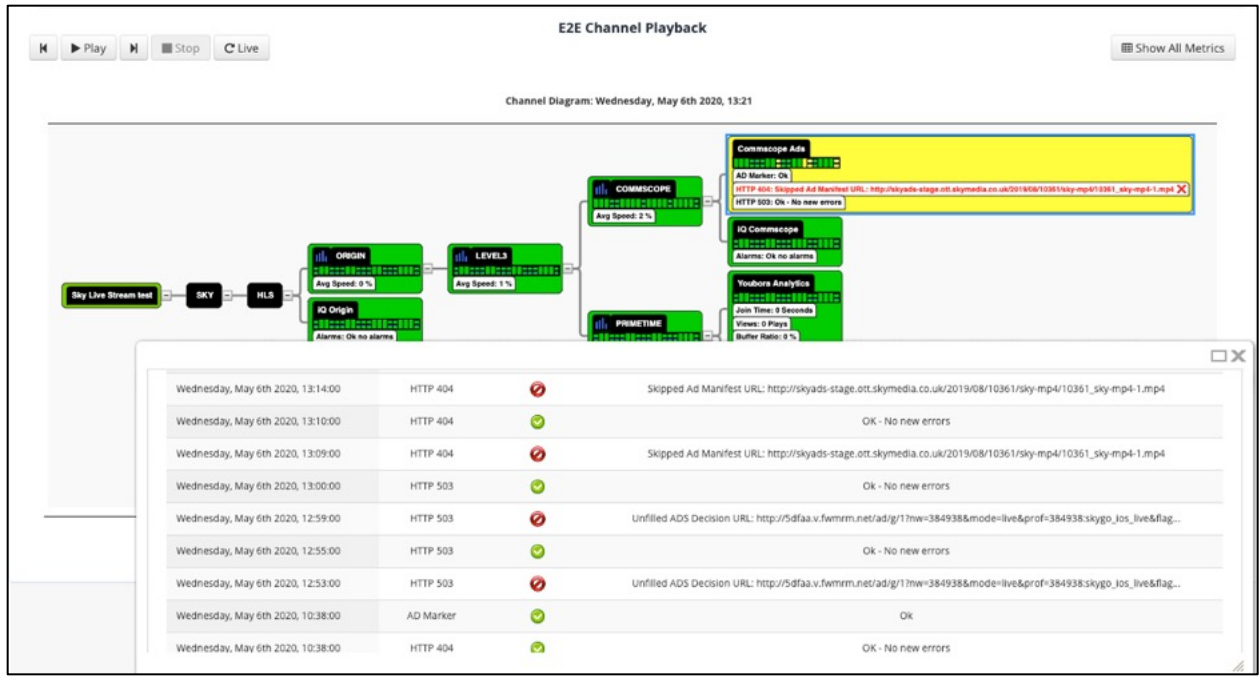 E2E Channel Playback
Play
Stop
Live
Show All Metrics
Channel Diagram: Wednesday, May 6th 2020, 13:21
Commscope Ads
AD Marker: Ok
HTTP 404: Skipped Ad Manifest URL: http://skyads-stage.ott.skymedia.co.uk/2019/08/10361/sky-mp4/10361_sky-mp4-1.mp4
HTTP 503: Ok - No new errors
COMMSCOPE
Avg Speed: 2 %
IQ Commscope
Alarms: Ok no alarms
ORIGIN
Avg Speed: 0 %
LEVEL3
Avg Speed: 1 %
Sky Live Stream test
SKY
HLS
IQ Origin
Alarms: Ok no alarms
Youbora Analytics
Join Time: 0 Seconds
Views: 0 Plays
Buffer Ratio: 0 %
PRIMETIME
Wednesday, May 6th 2020, 13:14:00 HTTP 404 Skipped Ad Manifest URL: http://skyads-stage.ott.skymedia.co.uk/2019/08/10361/sky-mp4/10361_sky-mp4-1.mp4
Wednesday, May 6th 2020, 13:10:00 HTTP 404 OK - No new errors
Wednesday, May 6th 2020, 13:09:00 HTTP 404 Skipped Ad Manifest URL: http://skyads-stage.ott.skymedia.co.uk/2019/08/10361/sky-mp4/10361_sky-mp4-1.mp4
Wednesday, May 6th 2020, 13:00:00 HTTP 503 Ok - No new errors
Wednesday, May 6th 2020, 12:59:00 HTTP 503 Unfilled ADS Decision URL: http://5dfaa.v.fwmrm.net/ad/g/1?nw=384938&mode=live&prof=384938:skygo_ios_live&flag...
Wednesday, May 6th 2020, 12:55:00 HTTP 503 Ok - No new errors
Wednesday, May 6th 2020, 12:53:00 HTTP 503 Unfilled ADS Decision URL: http://5dfaa.v.fwmrm.net/ad/g/1?nw=384938&mode=live&prof=384938:skygo_ios_live&flag...
Wednesday, May 6th 2020, 10:38:00 AD Marker Ok
Wednesday, May 6th 2020, 10:38:00 HTTP 404 OK - No new errors